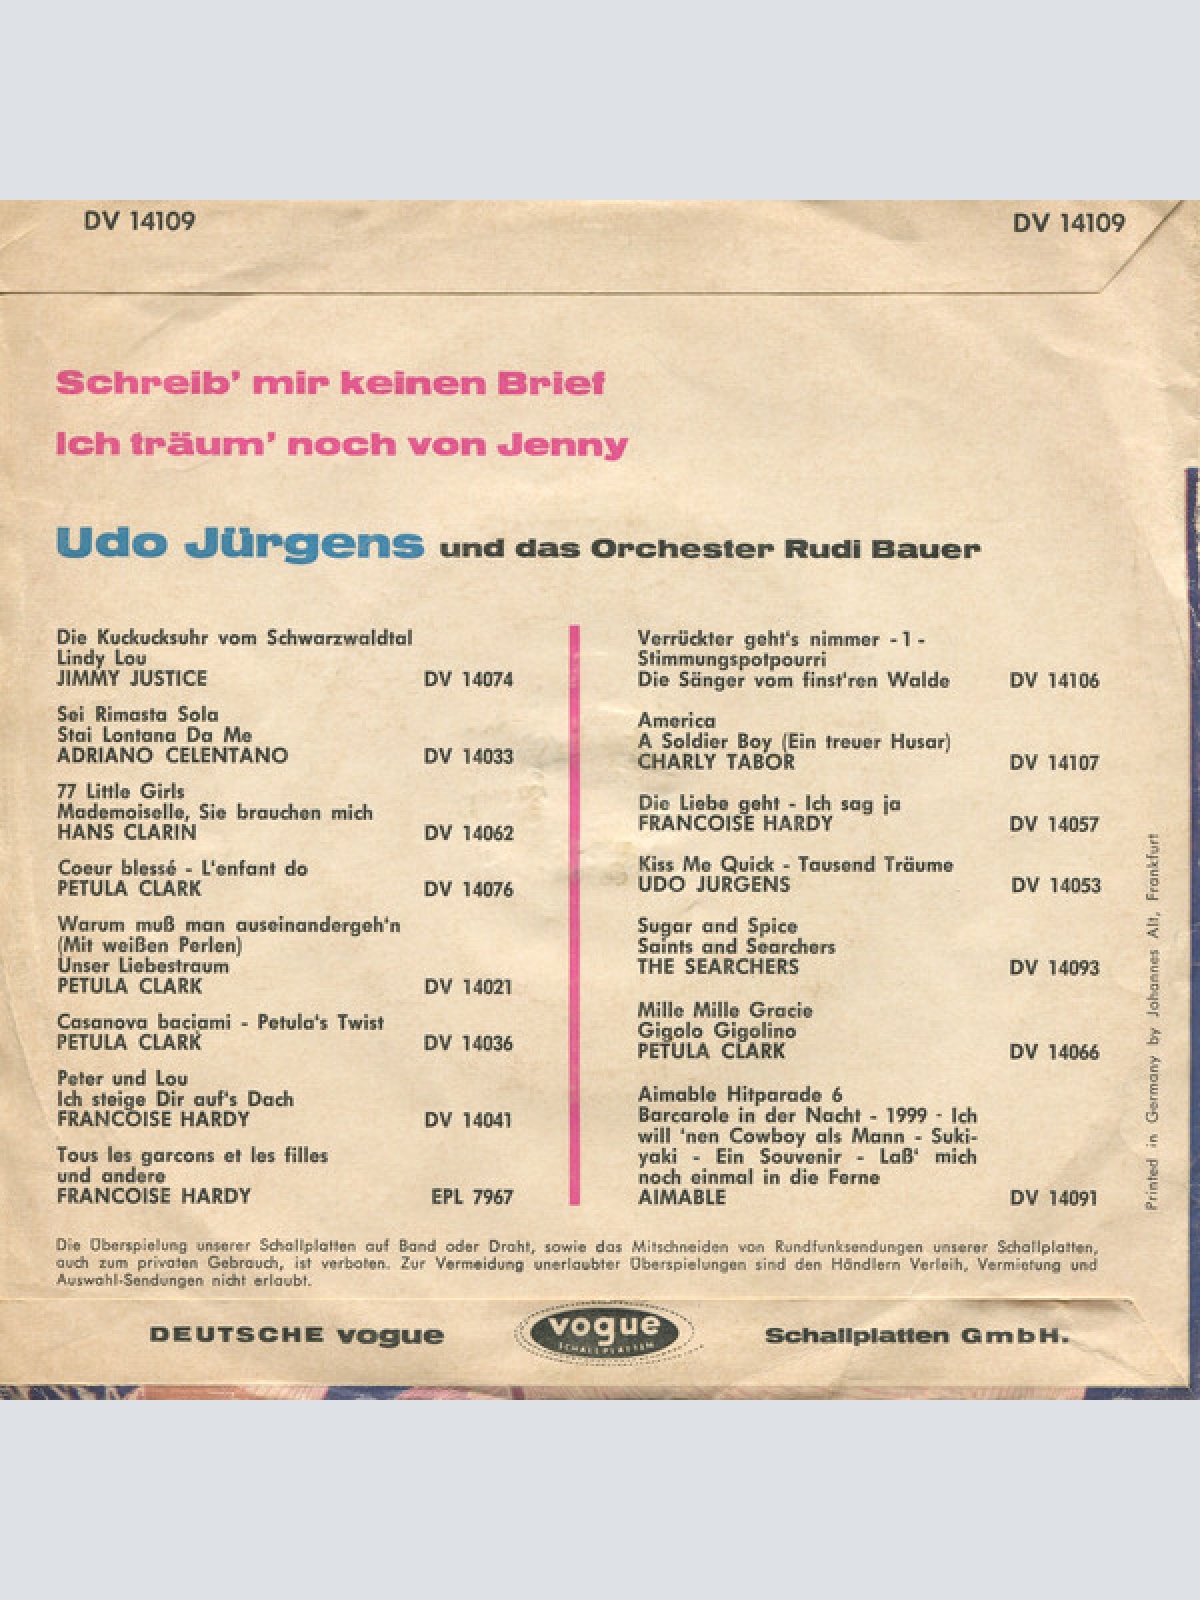 DV 14109
DV 14109
Schreib' mir keinen Brief
Ich träum' noch von Jenny
Udo Jürgens und das Orchester Rudi Bauer
Die Kuckucksuhr vom Schwarzwaldtal
Lindy Lou
JIMMY JUSTICE DV 14074
Sei Rimasta Sola
Stai Lontana Da Me
ADRIANO CELENTANO DV 14033
77 Little Girls
Mademoiselle, Sie brauchen mich
HANS CLARIN DV 14062
Coeur blessé - L'enfant do
PETULA CLARK DV 14076
Warum muß man auseinandergeh'n
(Mit weißen Perlen)
Unser Liebestraum
PETULA CLARK DV 14021
Casanova baciami - Petula's Twist
PETULA CLARK DV 14036
Peter und Lou
Ich steige Dir auf's Dach
FRANCOISE HARDY DV 14041
Tous les garcons et les filles
und andere
FRANCOISE HARDY EPL 7967
Verrückter geht's nimmer - 1 -
Stimmungspotpourri
Die Sänger vom finst'ren Walde DV 14106
America
A Soldier Boy (Ein treuer Husar)
CHARLY TABOR DV 14107
Die Liebe geht - Ich sag ja
FRANCOISE HARDY DV 14057
Kiss Me Quick - Tausend Träume
UDO JURGENS DV 14053
Sugar and Spice
Saints and Searchers
THE SEARCHERS DV 14093
Mille Mille Gracie
Gigolo Gigolino
PETULA CLARK DV 14066
Aimable Hitparade 6
Barcarole in der Nacht - 1999 - Ich
will 'nen Cowboy als Mann - Suki-
yaki - Ein Souvenir - Laß' mich
noch einmal in die Ferne
AIMABLE DV 14091
Printed in Germany by Johannes Alt, Frankfurt
Die Überspielung unserer Schallplatten auf Band oder Draht, sowie das Mitschneiden von Rundfunksendungen unserer Schallplatten,
auch zum privaten Gebrauch, ist verboten. Zur Vermeidung unerlaubter Überspielungen sind den Händlern Verleih, Vermietung und
Auswahl-Sendungen nicht erlaubt.
DEUTSCHE vogue
vogue
SCHALLPLATTEN
Schallplatten GmbH.